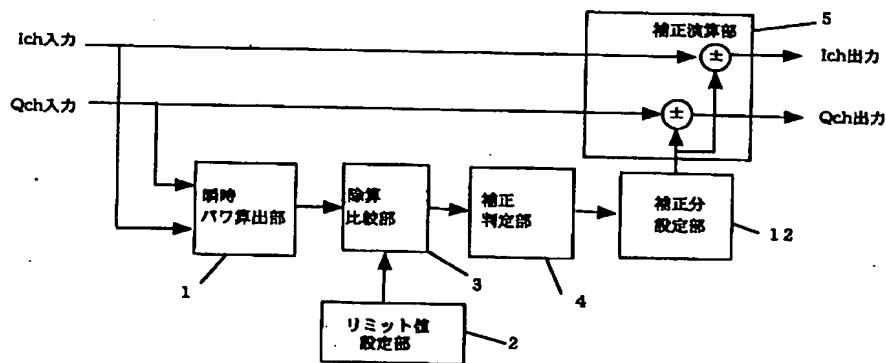 補正演算部
5
Ich入力
±
Ich出力
Qch入力
±
Qch出力
瞬時
パワ算出部
除算
比較部
補正
判定部
補正分
設定部
1
3
4
12
リミット値
設定部
2